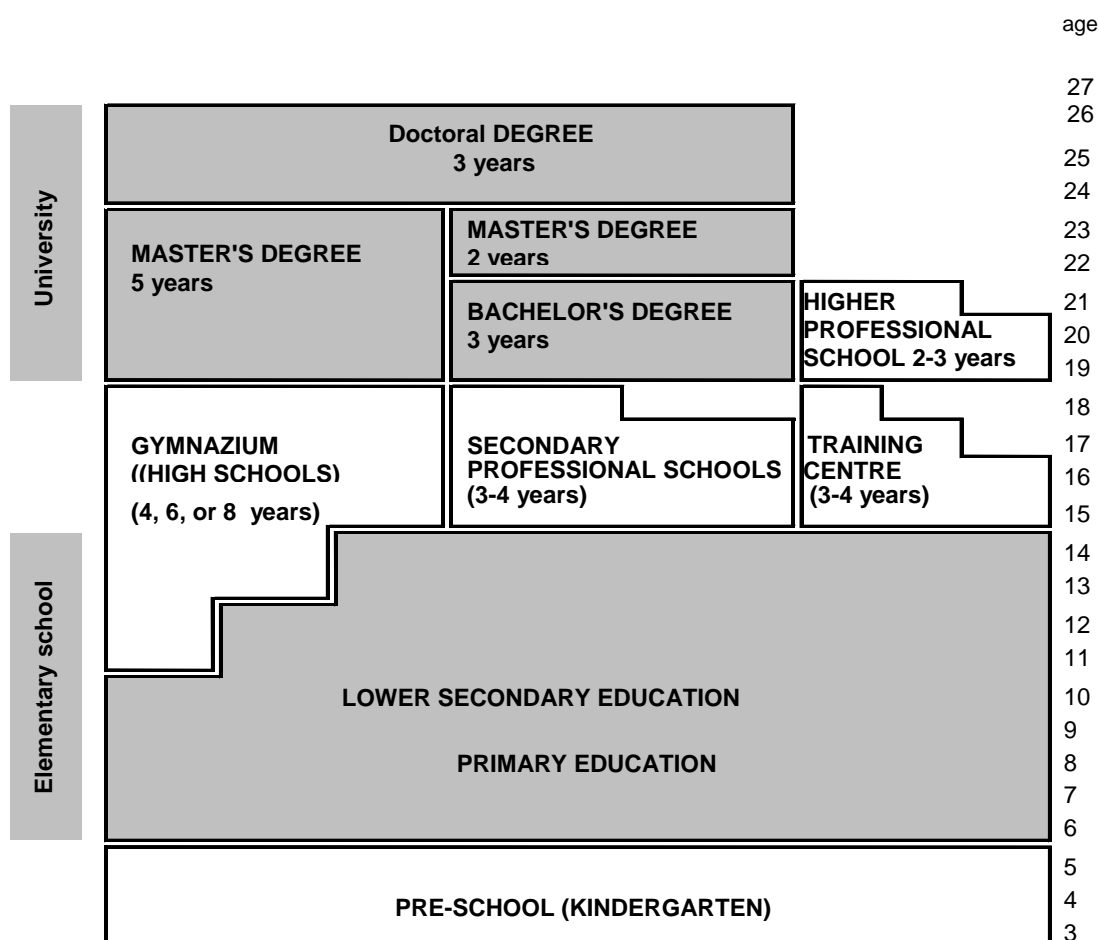 age
27
26
Doctoral DEGREE
3 years
25
24
University
MASTER'S DEGREE
5 years
MASTER'S DEGREE
2 years
23
22
BACHELOR'S DEGREE
3 years
HIGHER
PROFESSIONAL
SCHOOL 2-3 years
21
20
19
18
GYMNAZIUM
((HIGH SCHOOLS)
(4, 6, or 8 years)
SECONDARY
PROFESSIONAL SCHOOLS
(3-4 years)
TRAINING
CENTRE
(3-4 years)
17
16
15
Elementary school
14
13
12
11
LOWER SECONDARY EDUCATION
10
9
PRIMARY EDUCATION
8
7
6
5
PRE-SCHOOL (KINDERGARTEN)
4
3